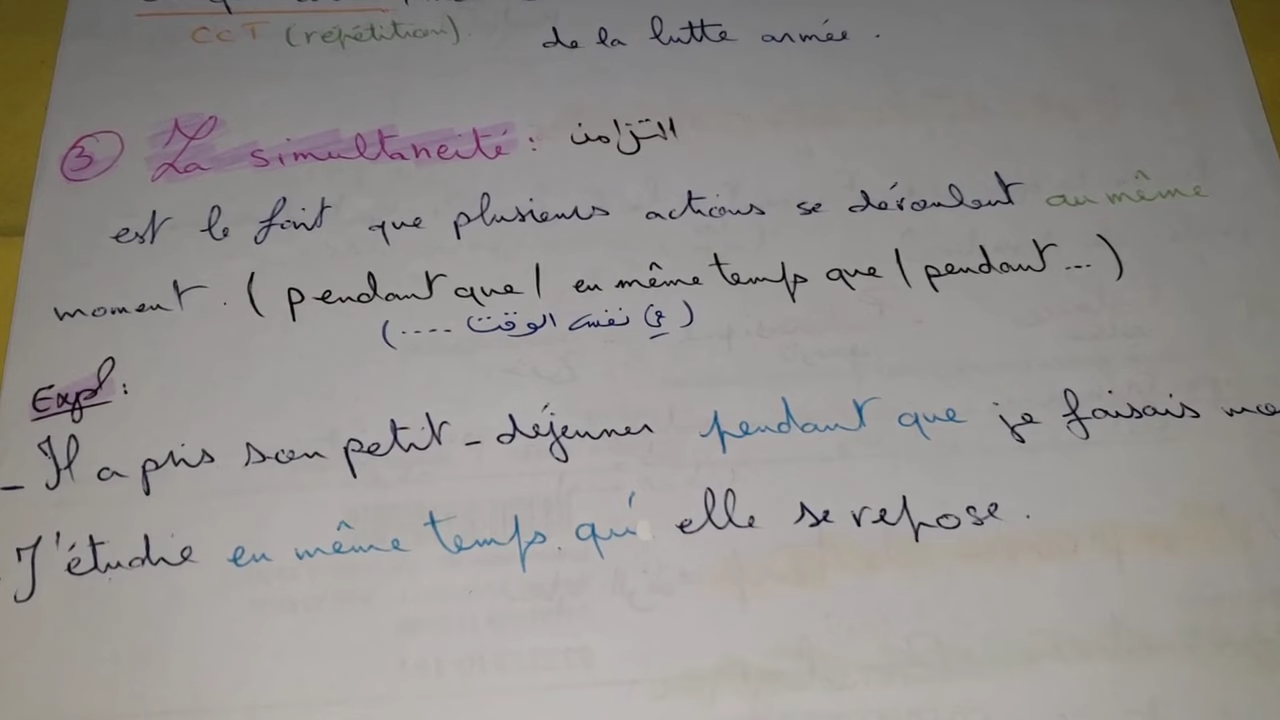 CCT (répétition). de la lutte armée.
③ La simultaneité : التزامن
est le fait que plusieurs actions se déroulent au même
moment. (pendant que / en même temps que / pendant ...)
(في نفس الوقت ....)
Expl :
- Il a pris son petit-déjeuner pendant que je faisais
J'étudie en même temps qu' elle se repose.